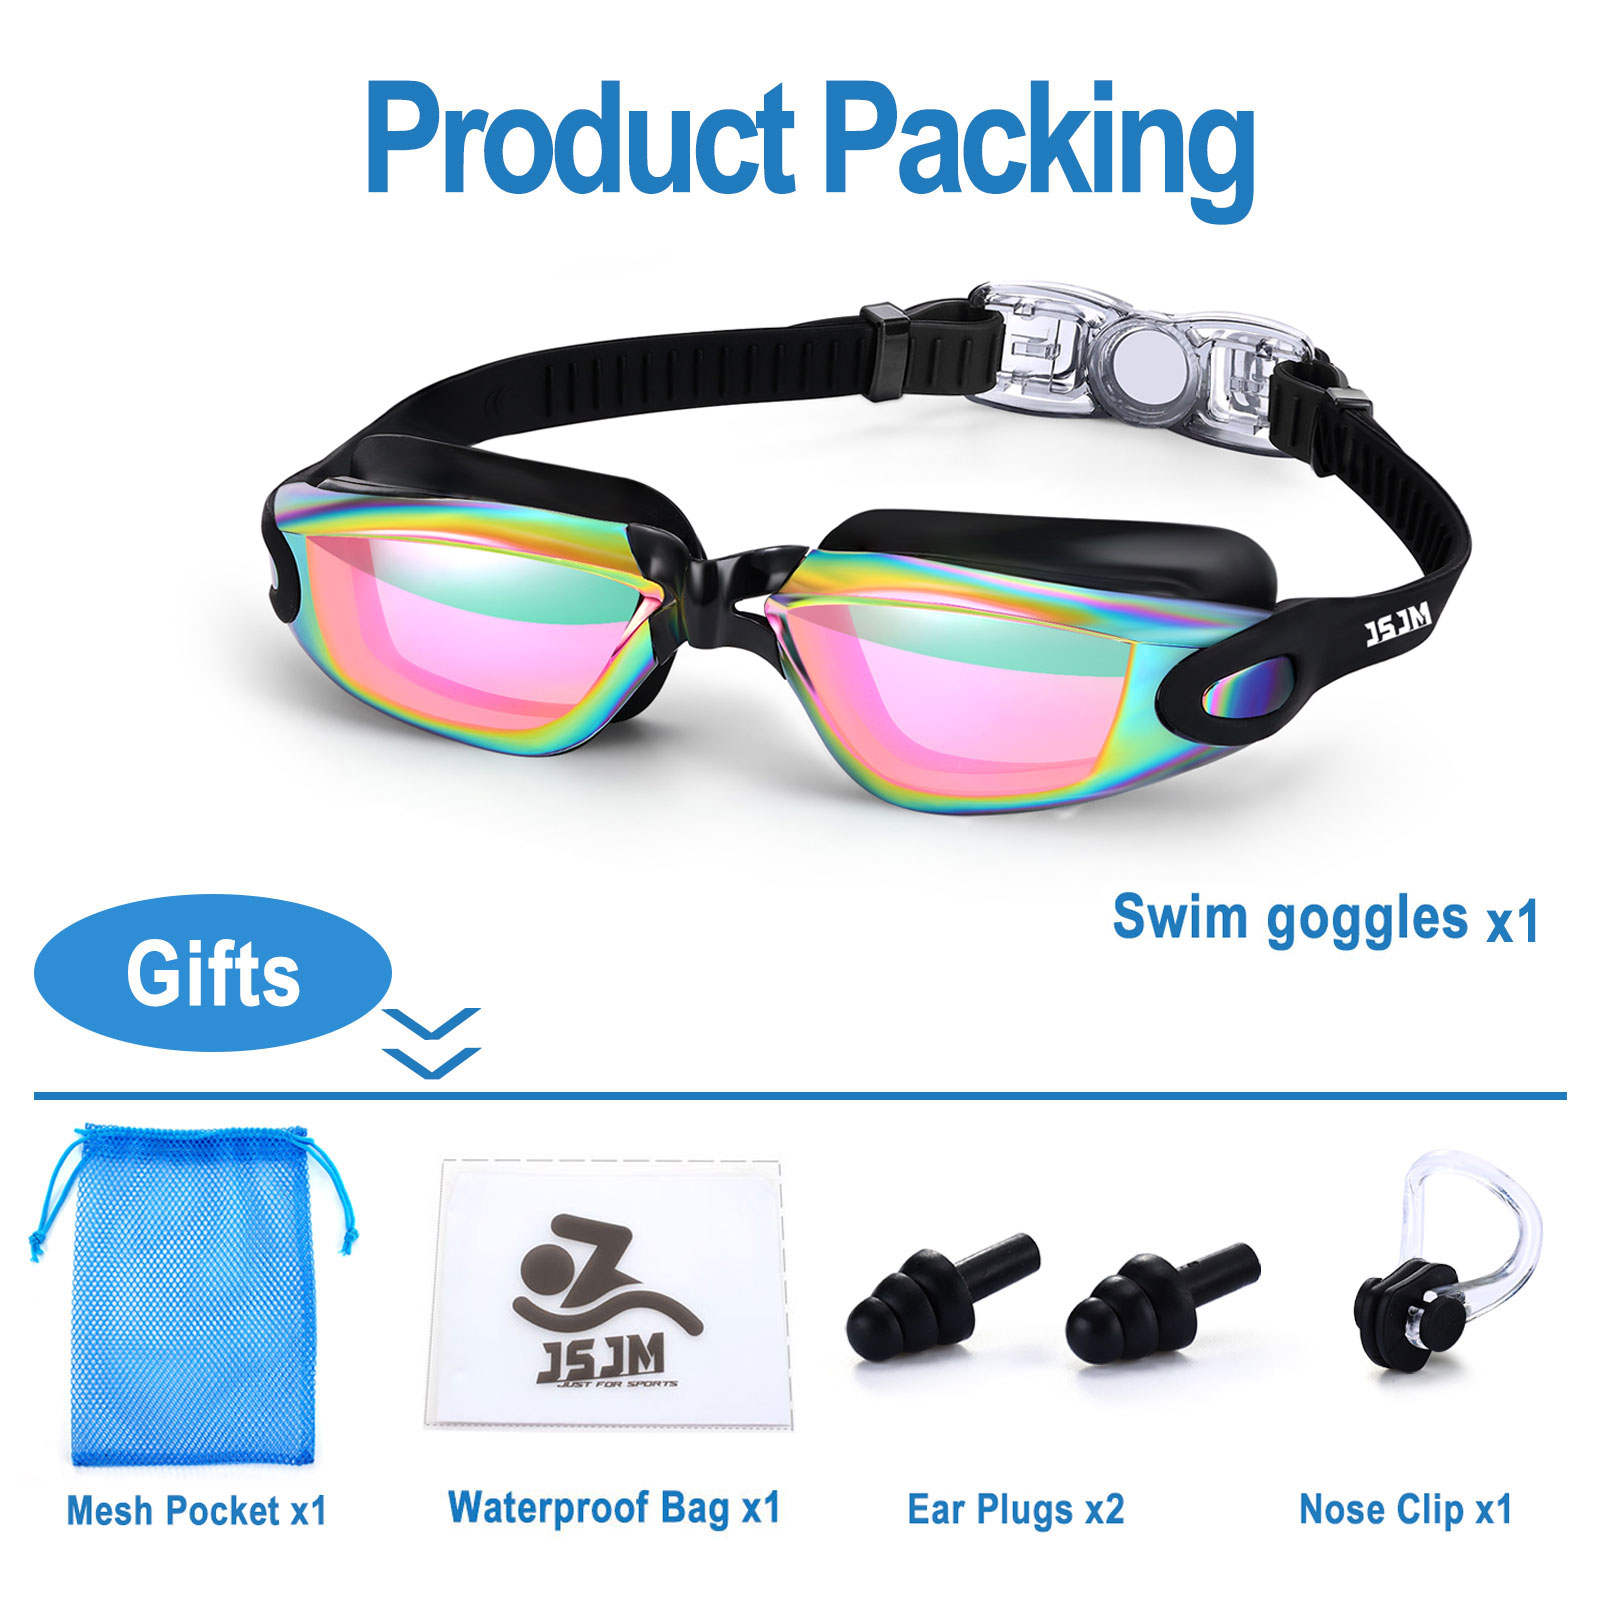 Product Packing
JSJM
Swim goggles x1
Gifts
JSJM
JUST FOR SPORTS
Mesh Pocket x1
Waterproof Bag x1
Ear Plugs x2
Nose Clip x1